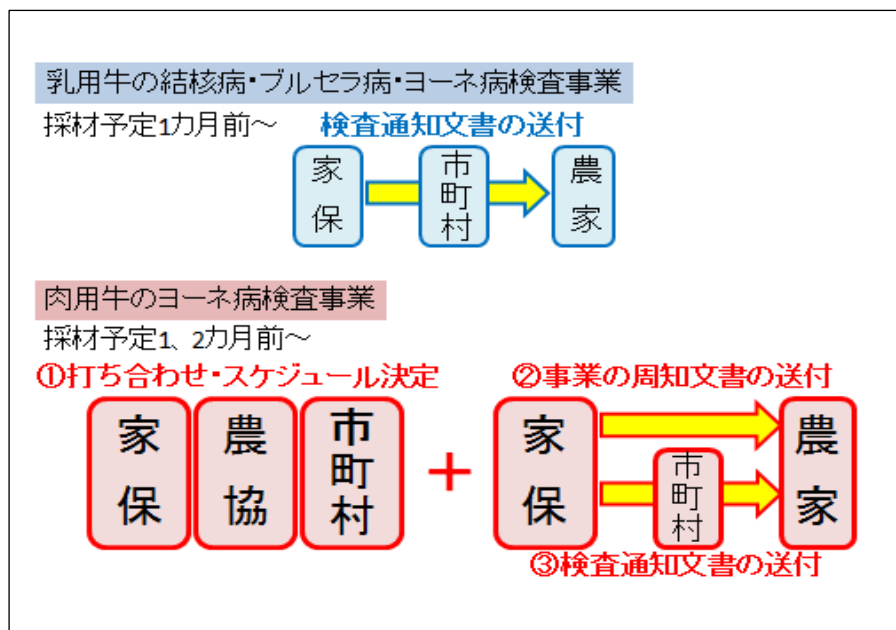 乳用牛の結核病・ブルセラ病・ヨーネ病検査事業
採材予定1カ月前～ 検査通知文書の送付
家保 市町村 農家
肉用牛のヨーネ病検査事業
採材予定1、2カ月前～
①打ち合わせ・スケジュール決定 ②事業の周知文書の送付
家保 農協 市町村 + 家保 市町村 農家
③検査通知文書の送付